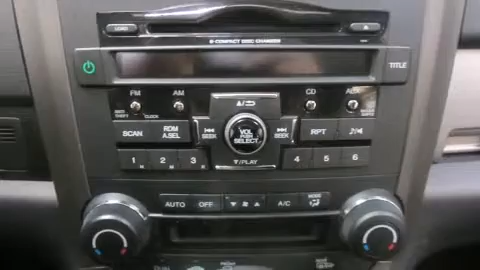 LOAD
6 COMPACT DISC CHANGER
TITLE
FM AM CD AUX
CLOCK
SCAN RDM A.SEL SEEK VOL PUSH SELECT SEEK RPT
▽/PLAY
1 2 3 4 5 6
AUTO OFF A/C MODE